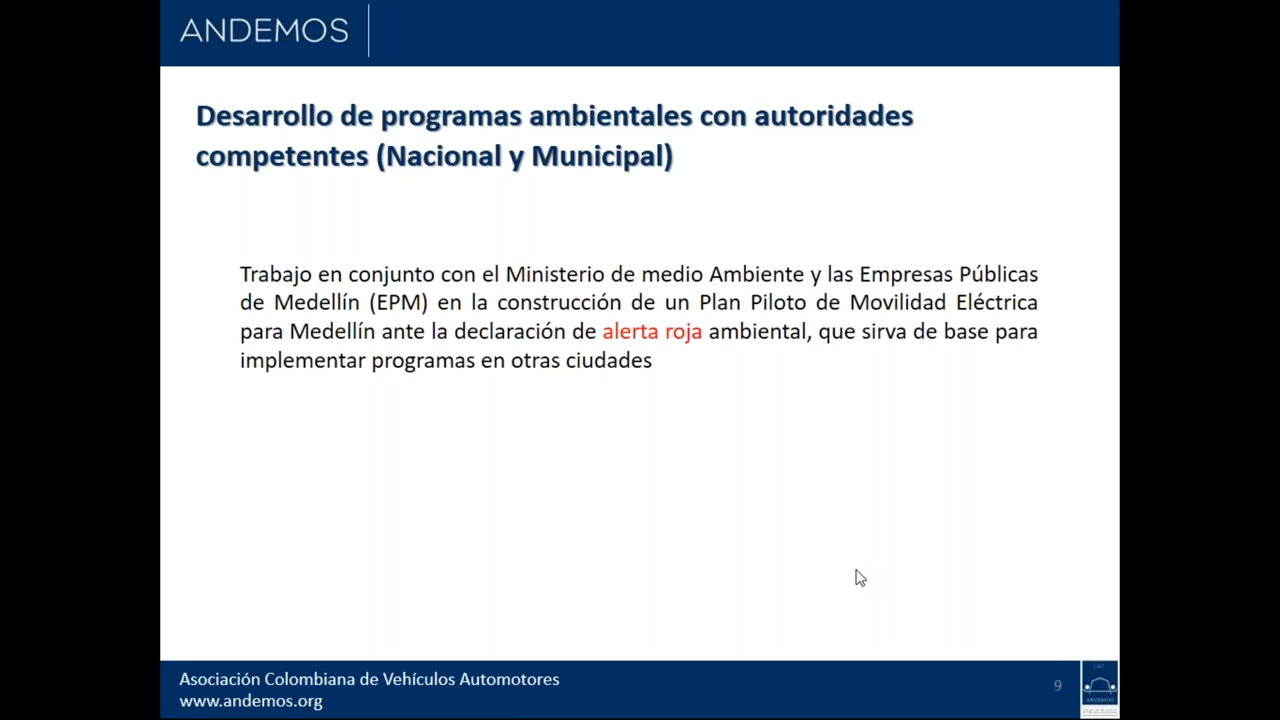 ANDEMOS
Desarrollo de programas ambientales con autoridades
competentes (Nacional y Municipal)
Trabajo en conjunto con el Ministerio de medio Ambiente y las Empresas Públicas
de Medellín (EPM) en la construcción de un Plan Piloto de Movilidad Eléctrica
para Medellín ante la declaración de alerta roja ambiental, que sirva de base para
implementar programas en otras ciudades
Asociación Colombiana de Vehículos Automotores
www.andemos.org
9
ANDEMOS